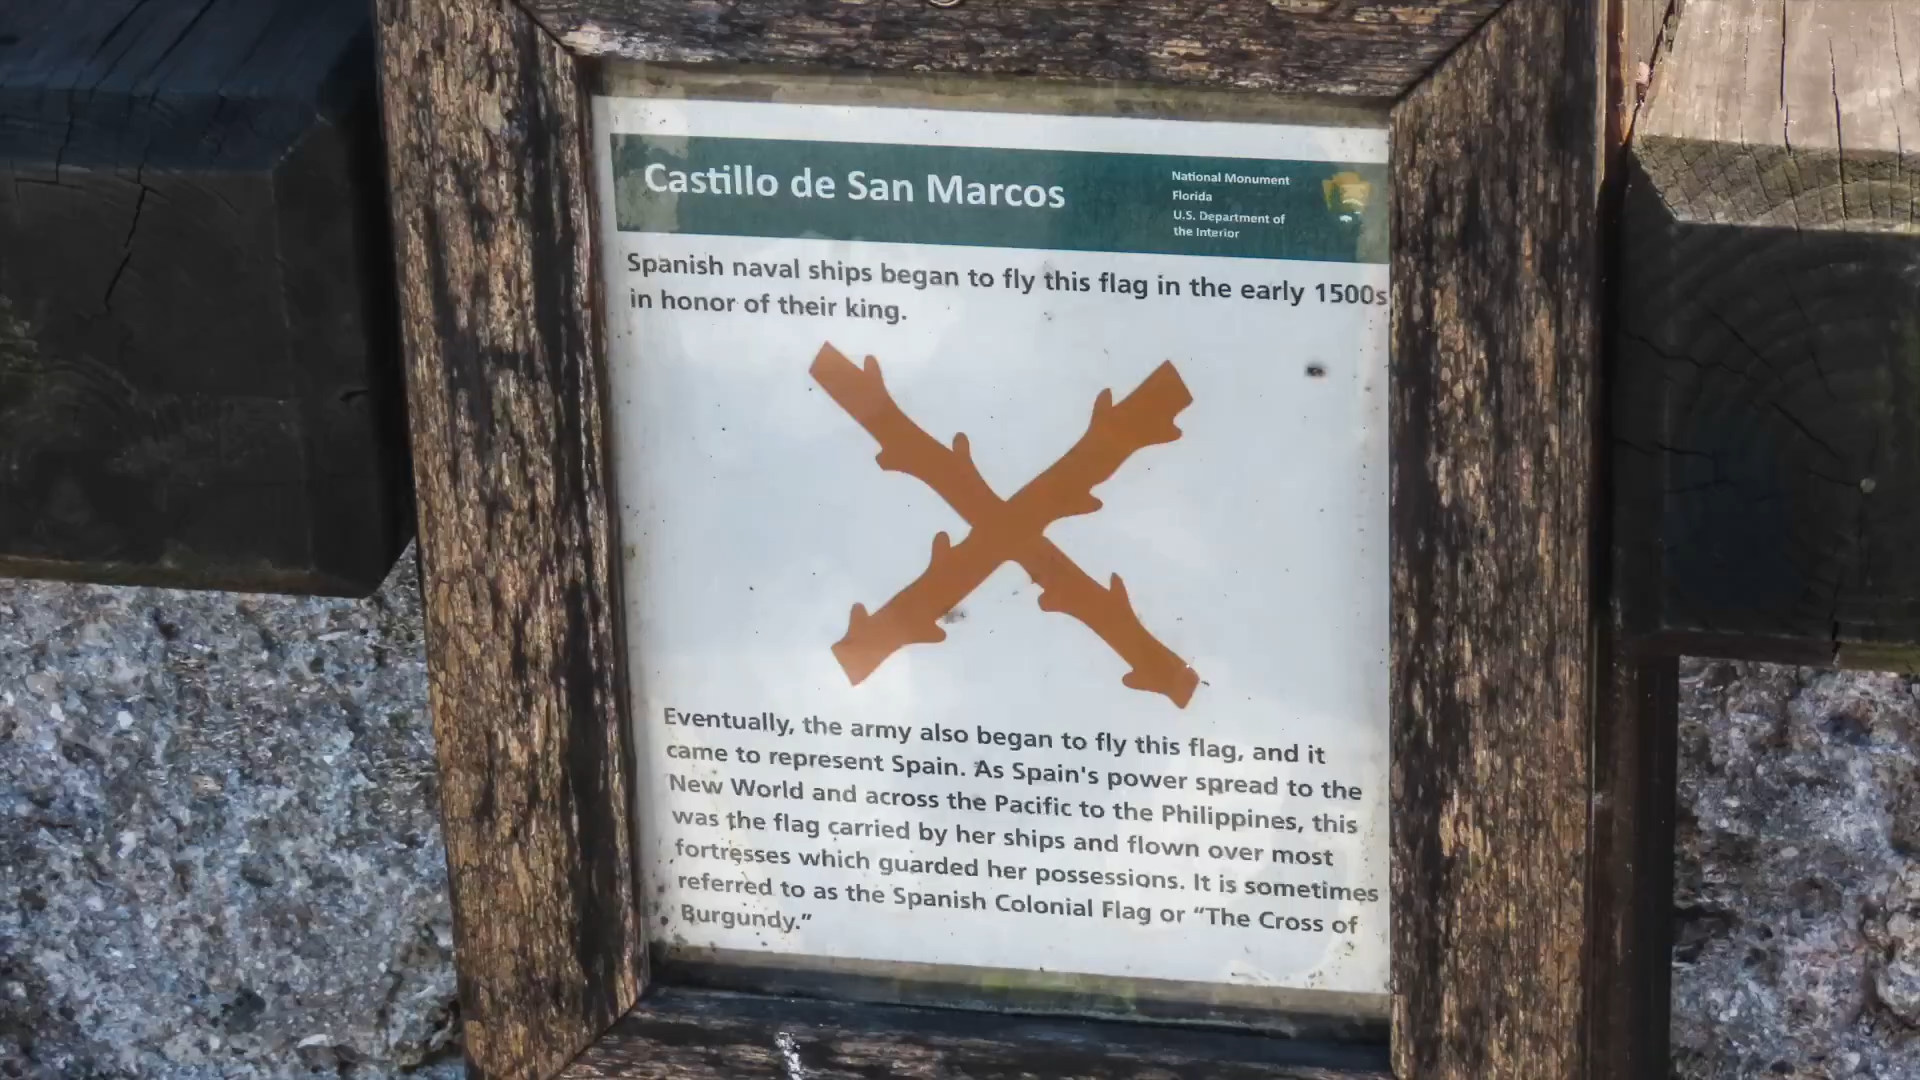 Castillo de San Marcos
National Monument
Florida
U.S. Department of
the Interior
Spanish naval ships began to fly this flag in the early 1500s
in honor of their king.
Eventually, the army also began to fly this flag, and it
came to represent Spain. As Spain's power spread to the
New World and across the Pacific to the Philippines, this
was the flag carried by her ships and flown over most
fortresses which guarded her possessions. It is sometimes
referred to as the Spanish Colonial Flag or “The Cross of
Burgundy.”